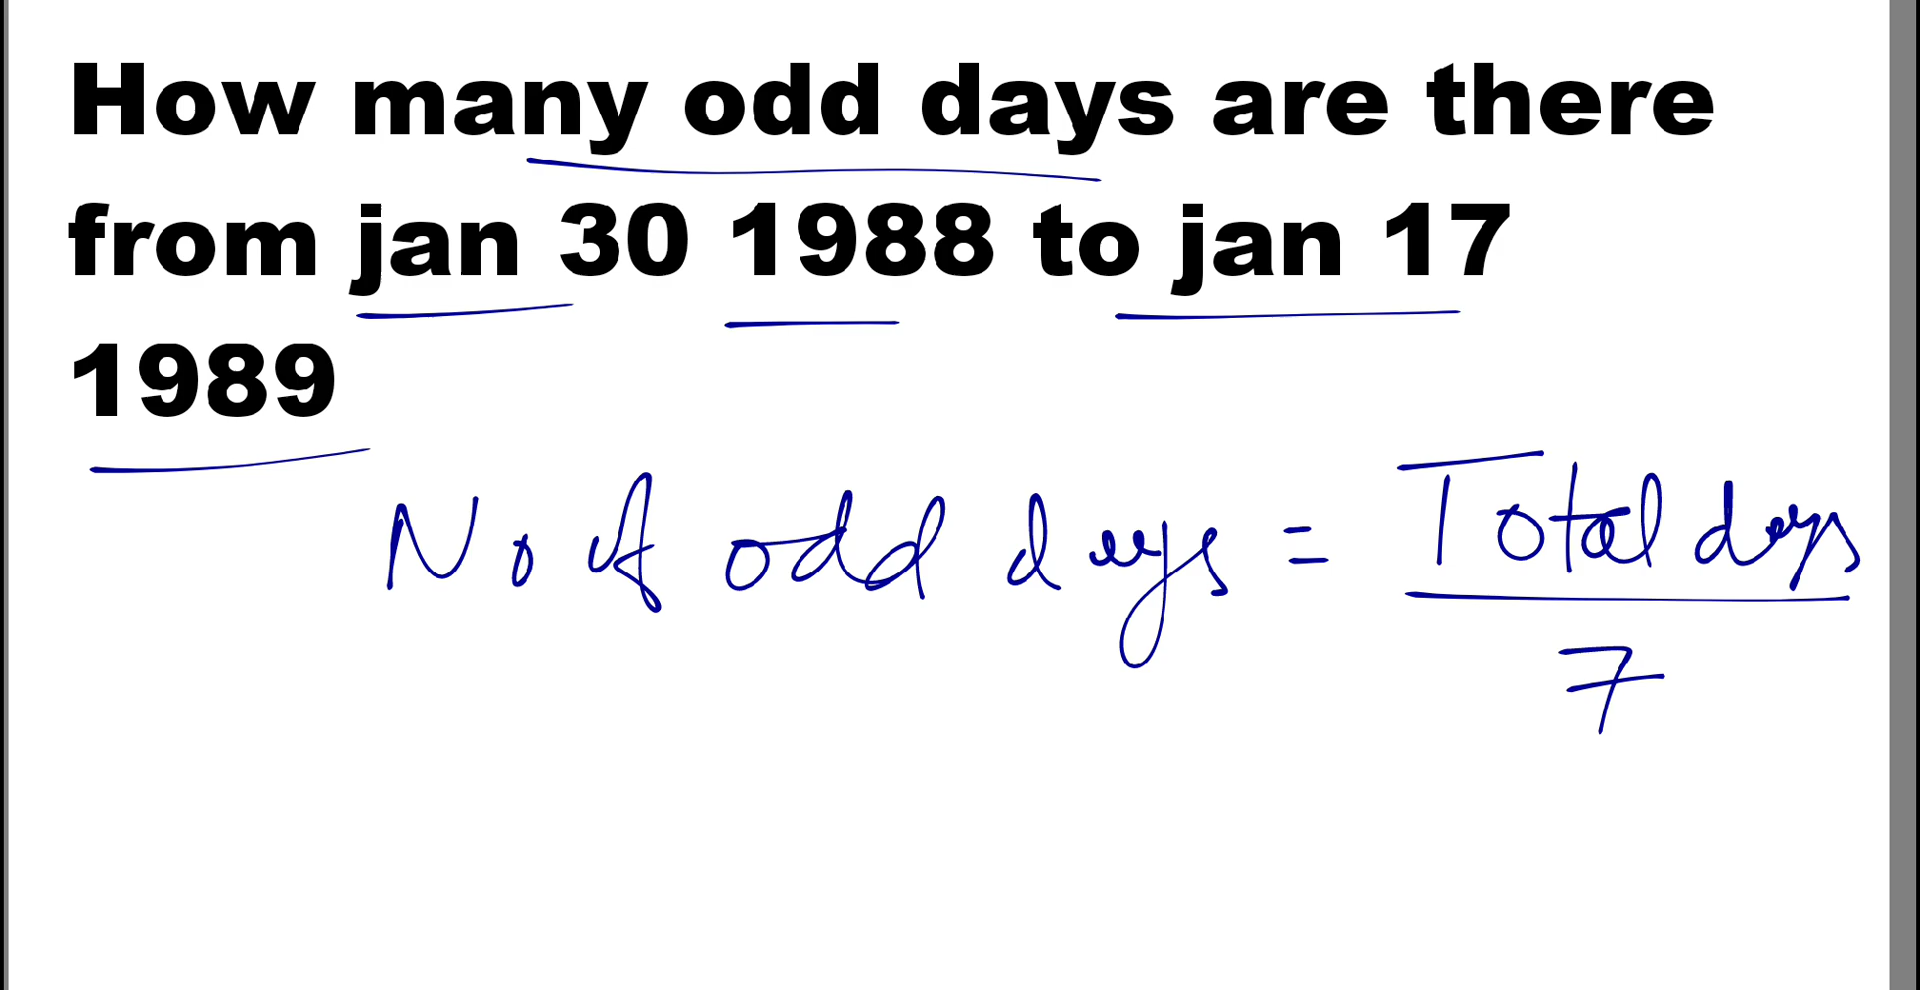 How many odd days are there
from jan 30 1988 to jan 17
1989
No of odd days = Total days
7